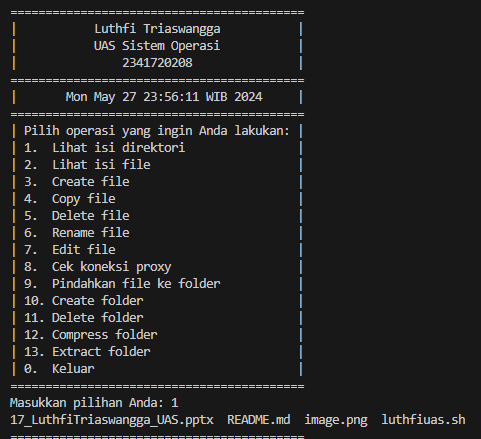 ==========================================
|               Luthfi Triaswangga           |
|               UAS Sistem Operasi           |
|                   2341720208               |
==========================================
|       Mon May 27 23:56:11 WIB 2024     |
==========================================
| Pilih operasi yang ingin Anda lakukan: |
| 1.  Lihat isi direktori                |
| 2.  Lihat isi file                     |
| 3.  Create file                        |
| 4.  Copy file                          |
| 5.  Delete file                        |
| 6.  Rename file                        |
| 7.  Edit file                          |
| 8.  Cek koneksi proxy                  |
| 9.  Pindahkan file ke folder           |
| 10. Create folder                      |
| 11. Delete folder                      |
| 12. Compress folder                    |
| 13. Extract folder                     |
| 0.  Keluar                             |
==========================================
Masukkan pilihan Anda: 1
17_LuthfiTriaswangga_UAS.pptx  README.md  image.png  luthfiuas.sh
==========================================